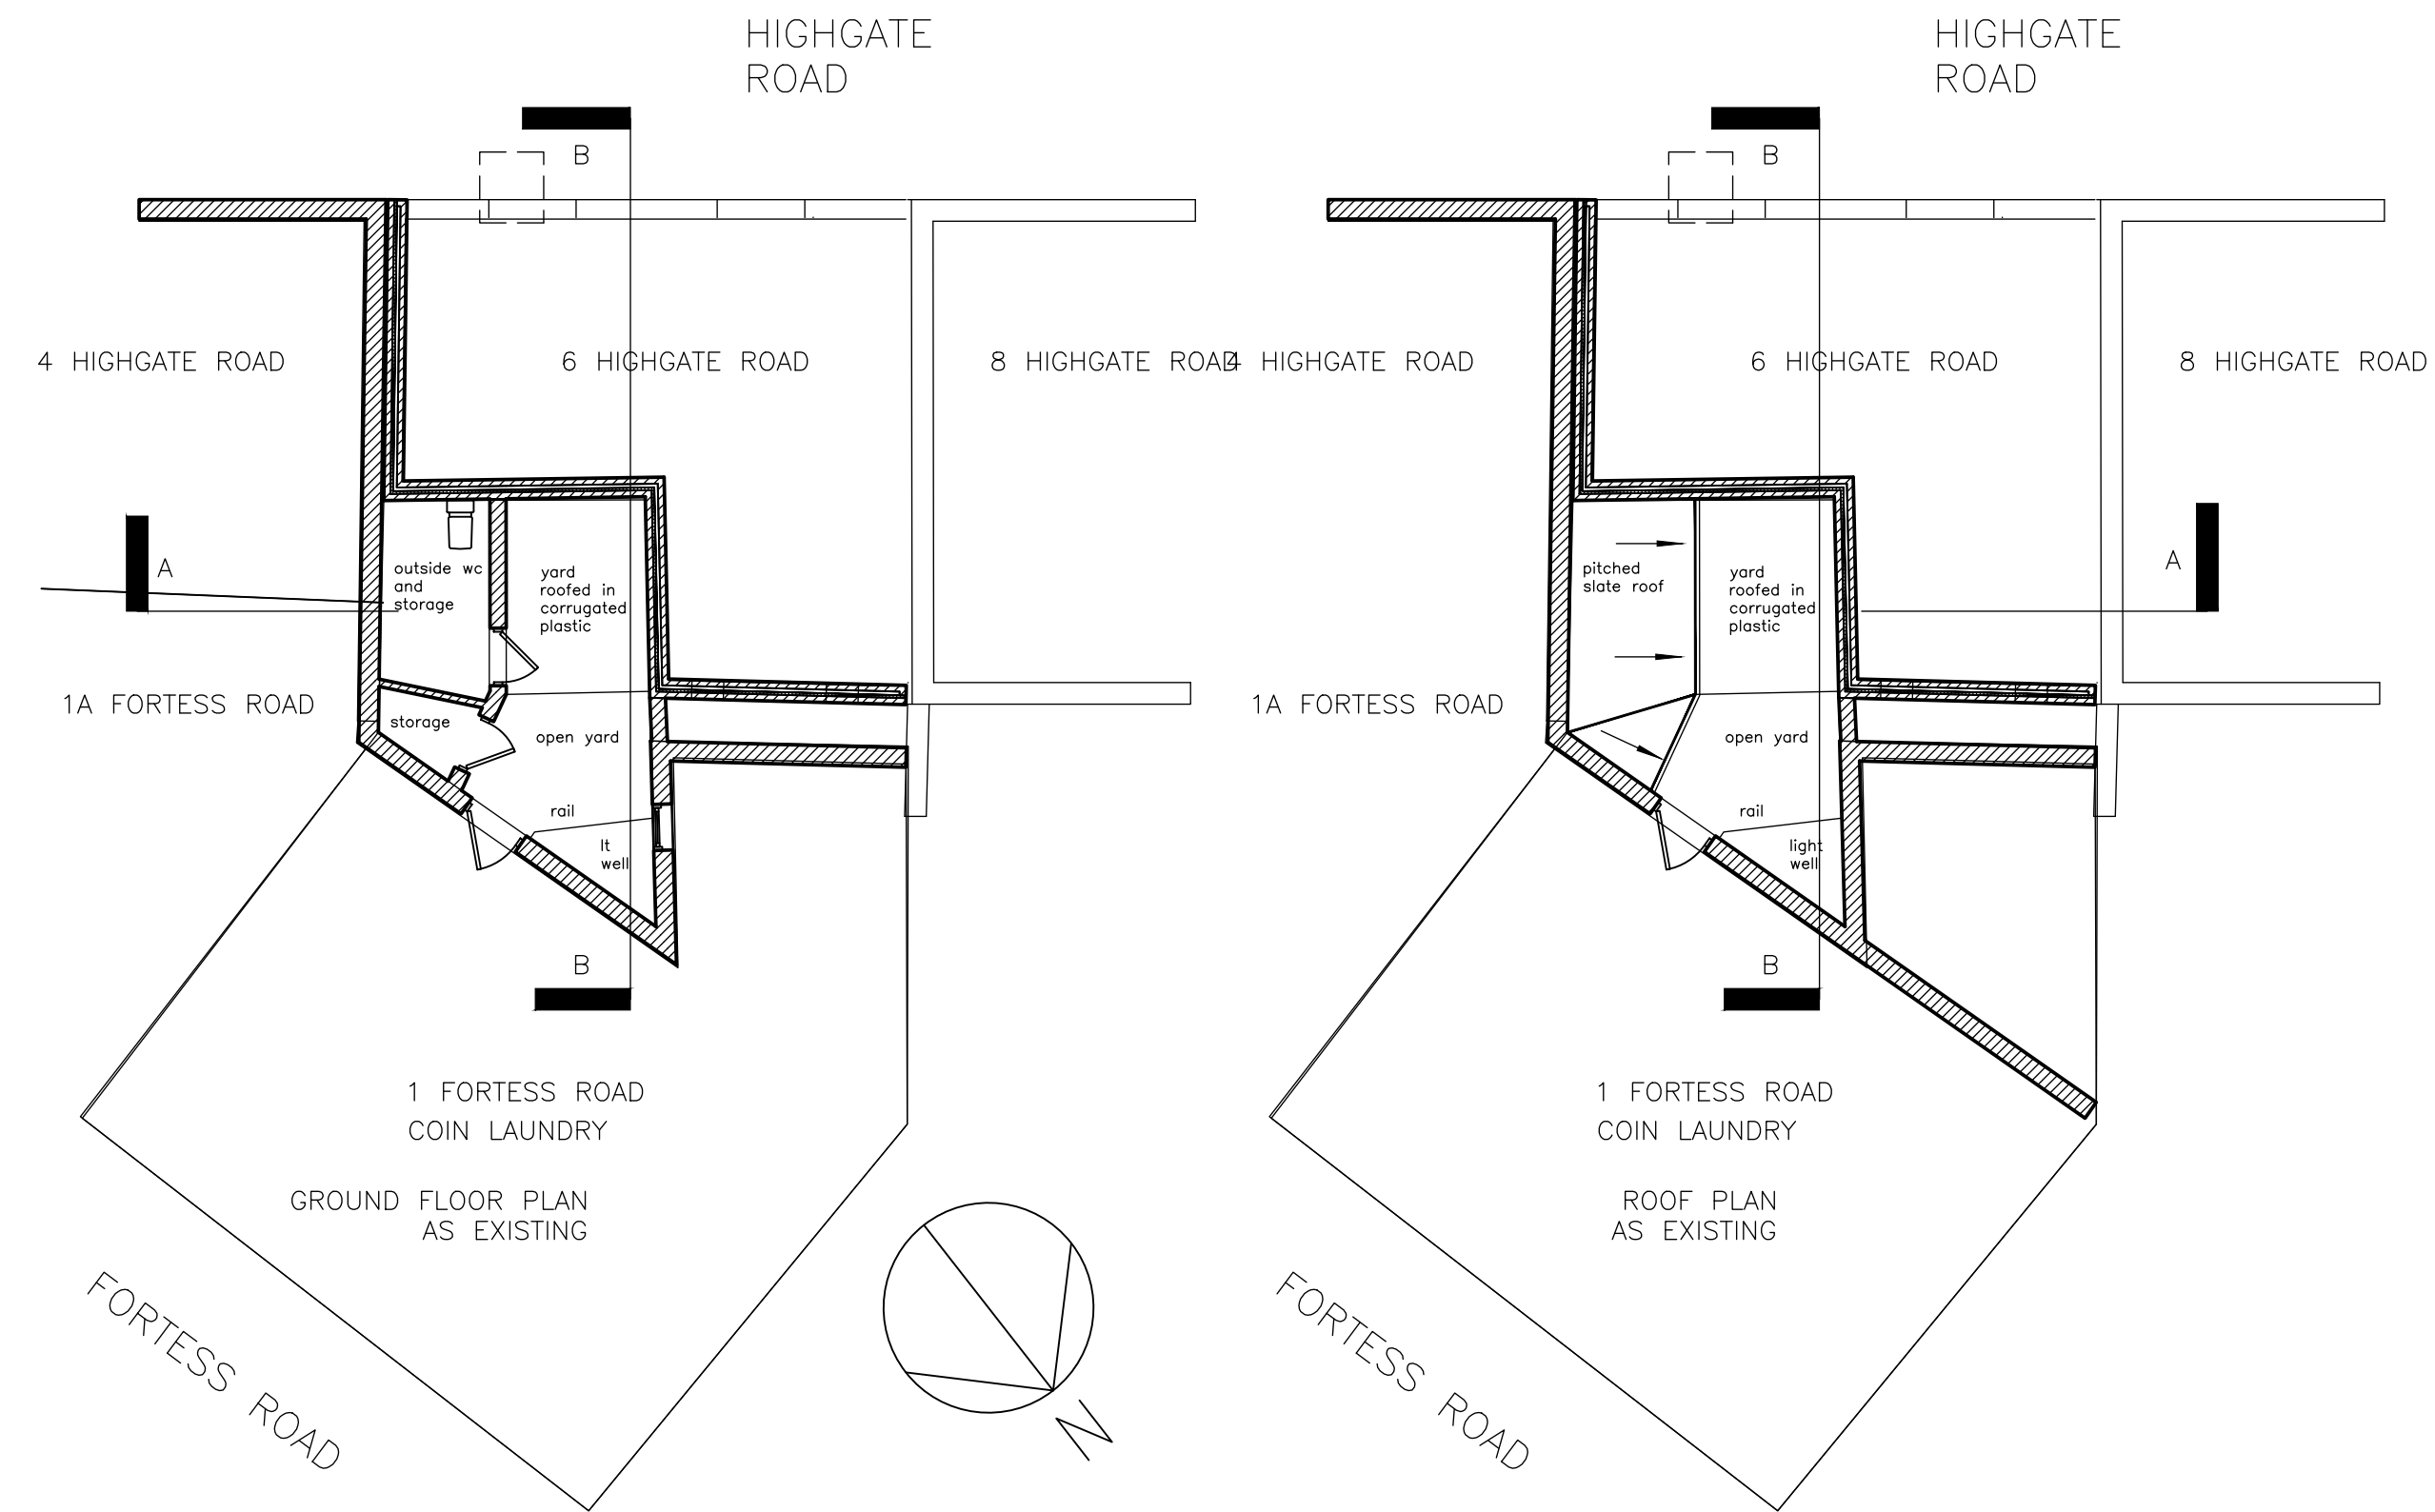 HIGHGATE
ROAD
B
4 HIGHGATE ROAD
6 HIGHGATE ROAD
8 HIGHGATE ROAD
A
outside wc
and
storage
yard
roofed in
corrugated
plastic
1A FORTESS ROAD
storage
open yard
rail
lt
well
B
1 FORTESS ROAD
COIN LAUNDRY
GROUND FLOOR PLAN
AS EXISTING
FORTESS ROAD
N
HIGHGATE
ROAD
B
4 HIGHGATE ROAD
6 HIGHGATE ROAD
8 HIGHGATE ROAD
A
pitched
slate roof
yard
roofed in
corrugated
plastic
1A FORTESS ROAD
open yard
rail
light
well
B
1 FORTESS ROAD
COIN LAUNDRY
ROOF PLAN
AS EXISTING
FORTESS ROAD